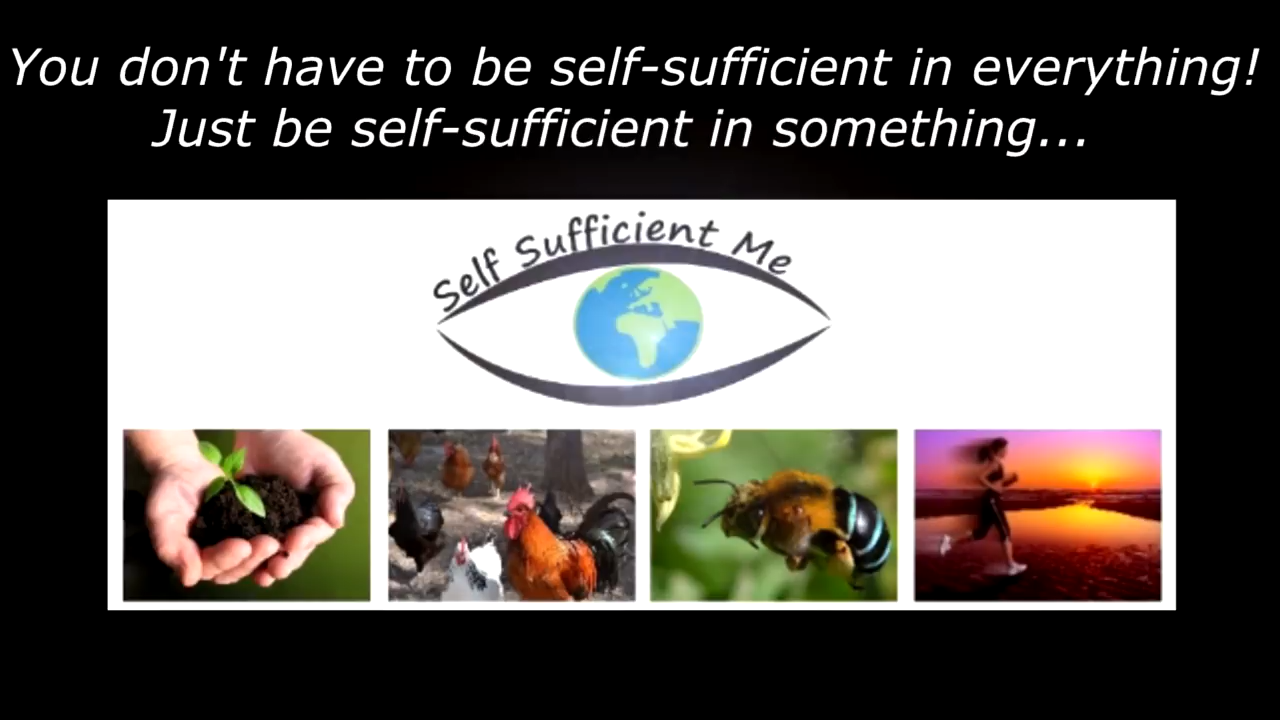 You don't have to be self-sufficient in everything!
Just be self-sufficient in something...
Self Sufficient Me